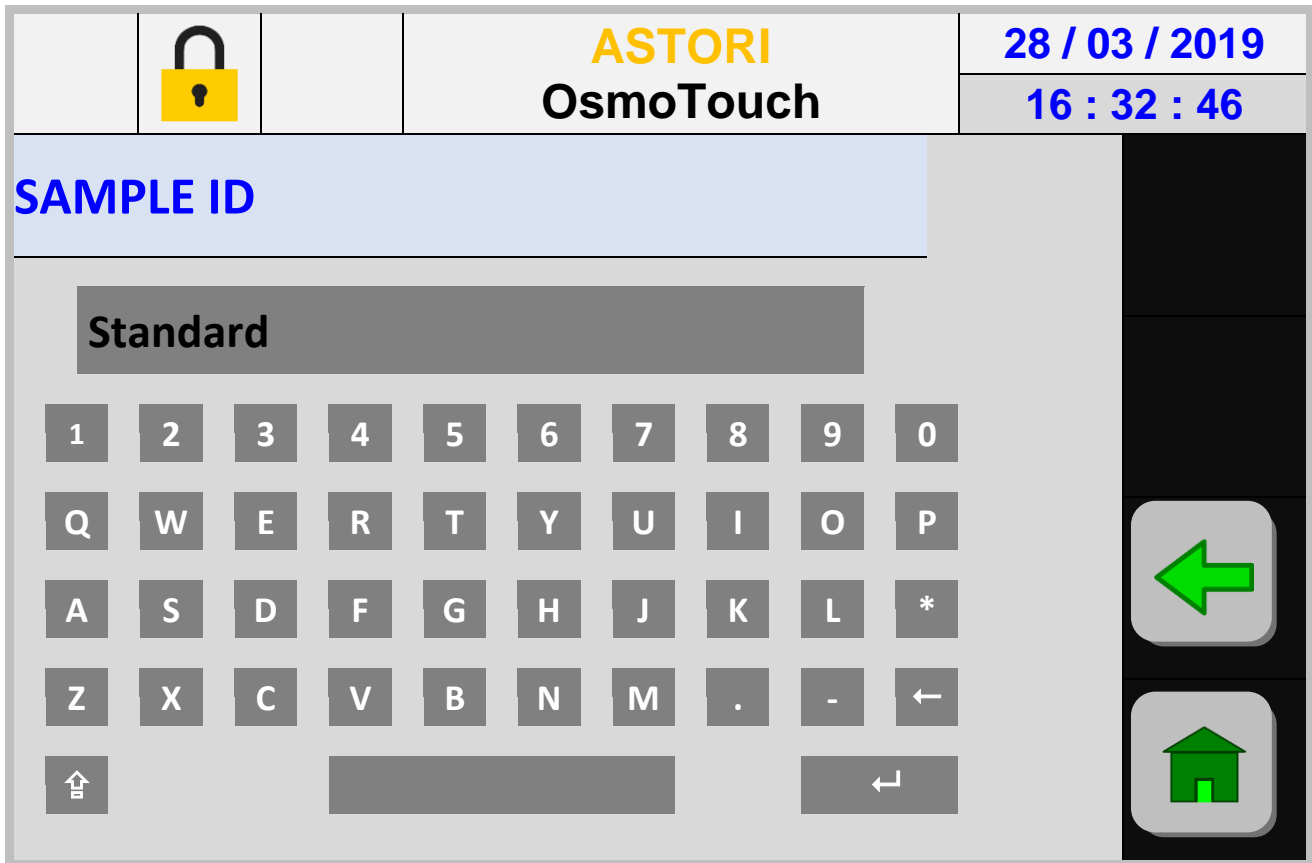 ASTORI
OsmoTouch
28 / 03 / 2019
16 : 32 : 46
SAMPLE ID
Standard
1 2 3 4 5 6 7 8 9 0
Q W E R T Y U I O P
A S D F G H J K L *
Z X C V B N M . - ←
⇪ ↵